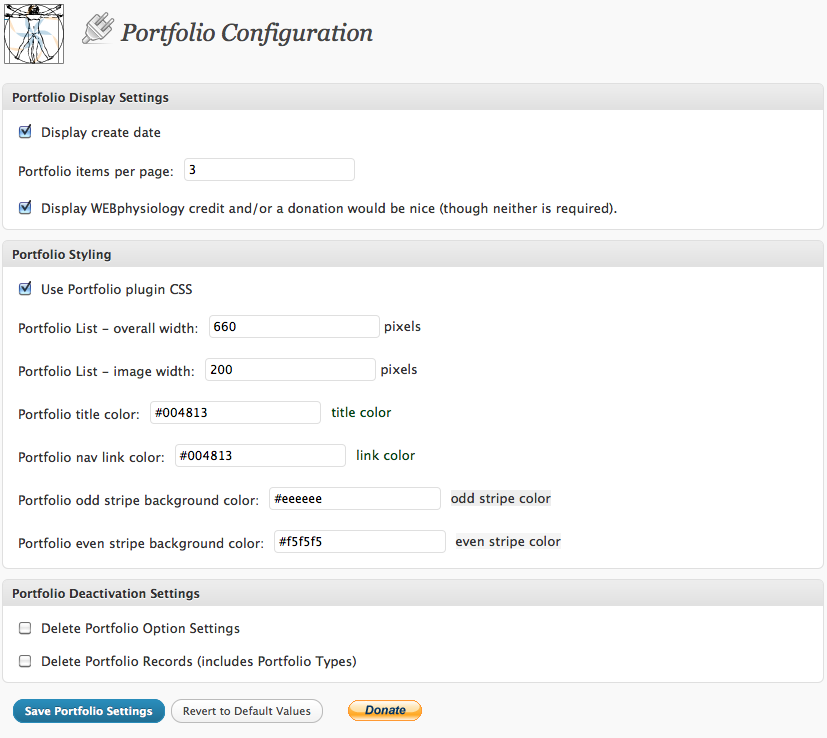 Portfolio Configuration
Portfolio Display Settings
Display create date
Portfolio items per page: 3
Display WEBphysiology credit and/or a donation would be nice (though neither is required).
Portfolio Styling
Use Portfolio plugin CSS
Portfolio List – overall width: 660 pixels
Portfolio List – image width: 200 pixels
Portfolio title color: #004813 title color
Portfolio nav link color: #004813 link color
Portfolio odd stripe background color: #eeeeee odd stripe color
Portfolio even stripe background color: #f5f5f5 even stripe color
Portfolio Deactivation Settings
Delete Portfolio Option Settings
Delete Portfolio Records (includes Portfolio Types)
Save Portfolio Settings Revert to Default Values Donate